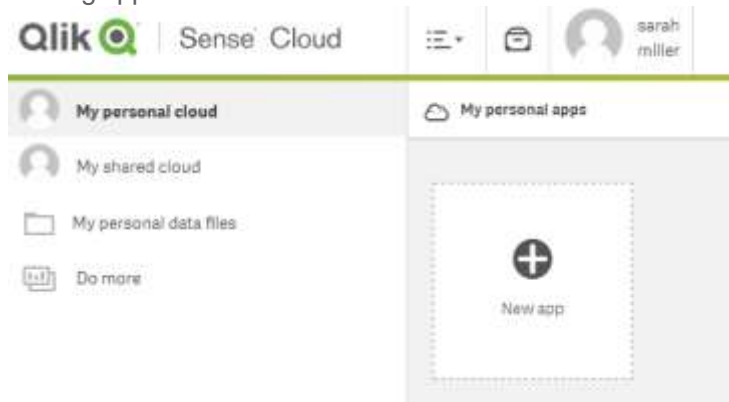 Qlik Sense Cloud
sarah
miller
My personal cloud
My personal apps
My shared cloud
My personal data files
Do more
New app